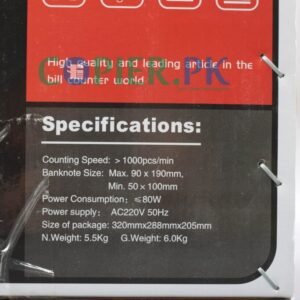 High quality and leading article in the
COPIER.PK
bill counter world
Specifications:
Counting Speed: > 1000pcs/min
Banknote Size: Max. 90 x 190mm,
Min. 50 × 100mm
Power Consumption: ≤80W
Power supply: AC220V 50Hz
Size of package: 320mmx288mmx205mm
N.Weight: 5.5Kg G.Weight: 6.0Kg